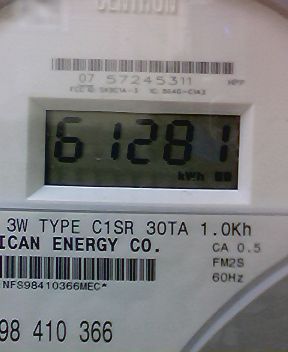 CENTRON
07 57245311
61281
kWh
3W TYPE C1SR 30TA 1.0Kh
ICAN ENERGY CO.
CA 0.5
FM2S
60Hz
NFS98410366MEC*
98 410 366